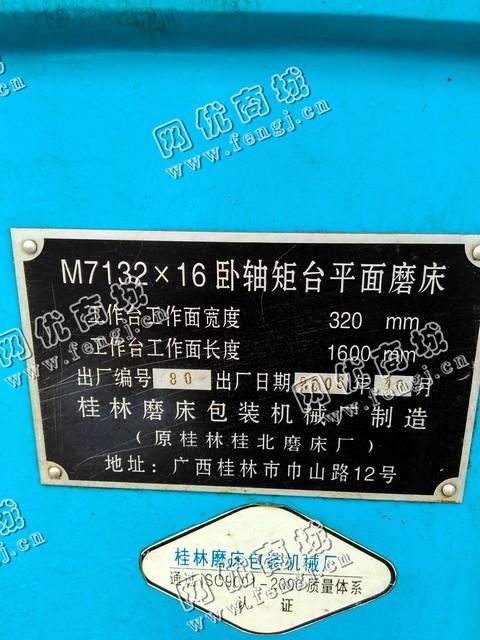 网优商城
www.fengj.cn
M7132×16 卧轴矩台平面磨床
工作台工作面宽度 320 mm
工作台工作面长度 1600 mm
出厂编号 80 出厂日期 2005 年 10 月
桂林磨床包装机械厂 制造
(原桂林桂北磨床厂)
地址:广西桂林市巾山路12号
桂林磨床包装机械厂
通过ISO9001-2000质量体系
认 证